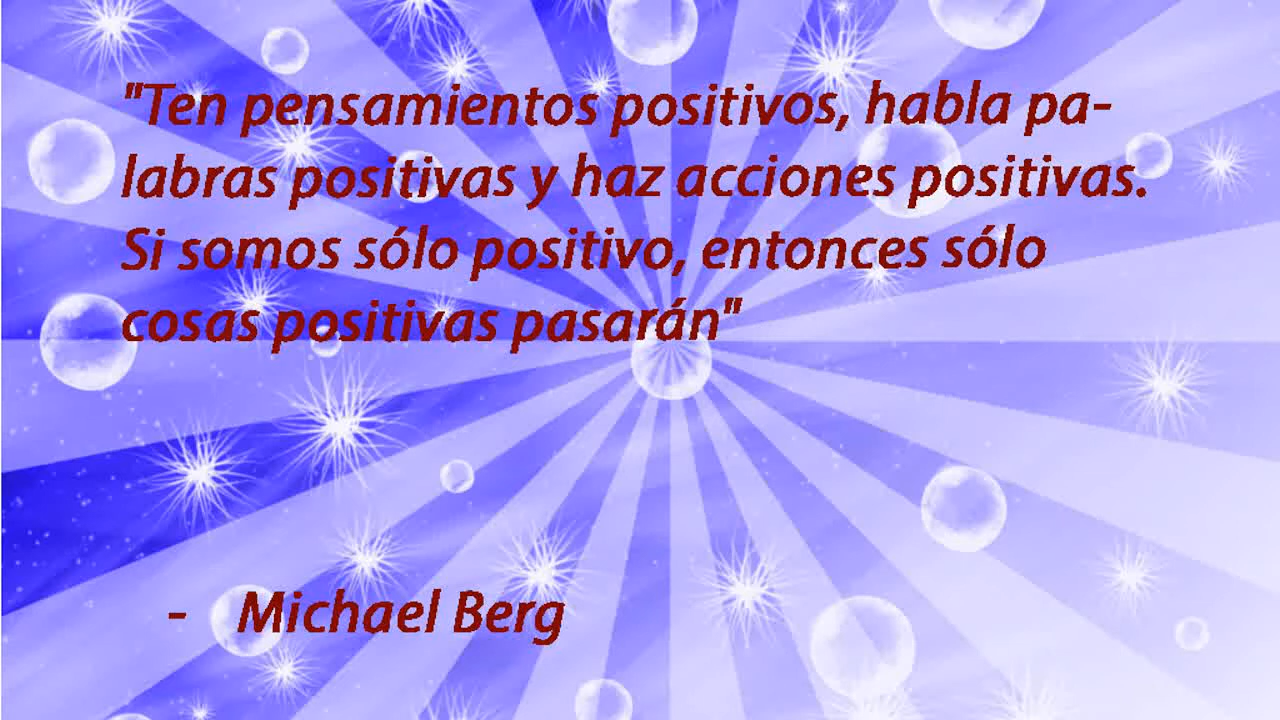 "Ten pensamientos positivos, habla pa-
labras positivas y haz acciones positivas.
Si somos sólo positivo, entonces sólo
cosas positivas pasarán"
- Michael Berg